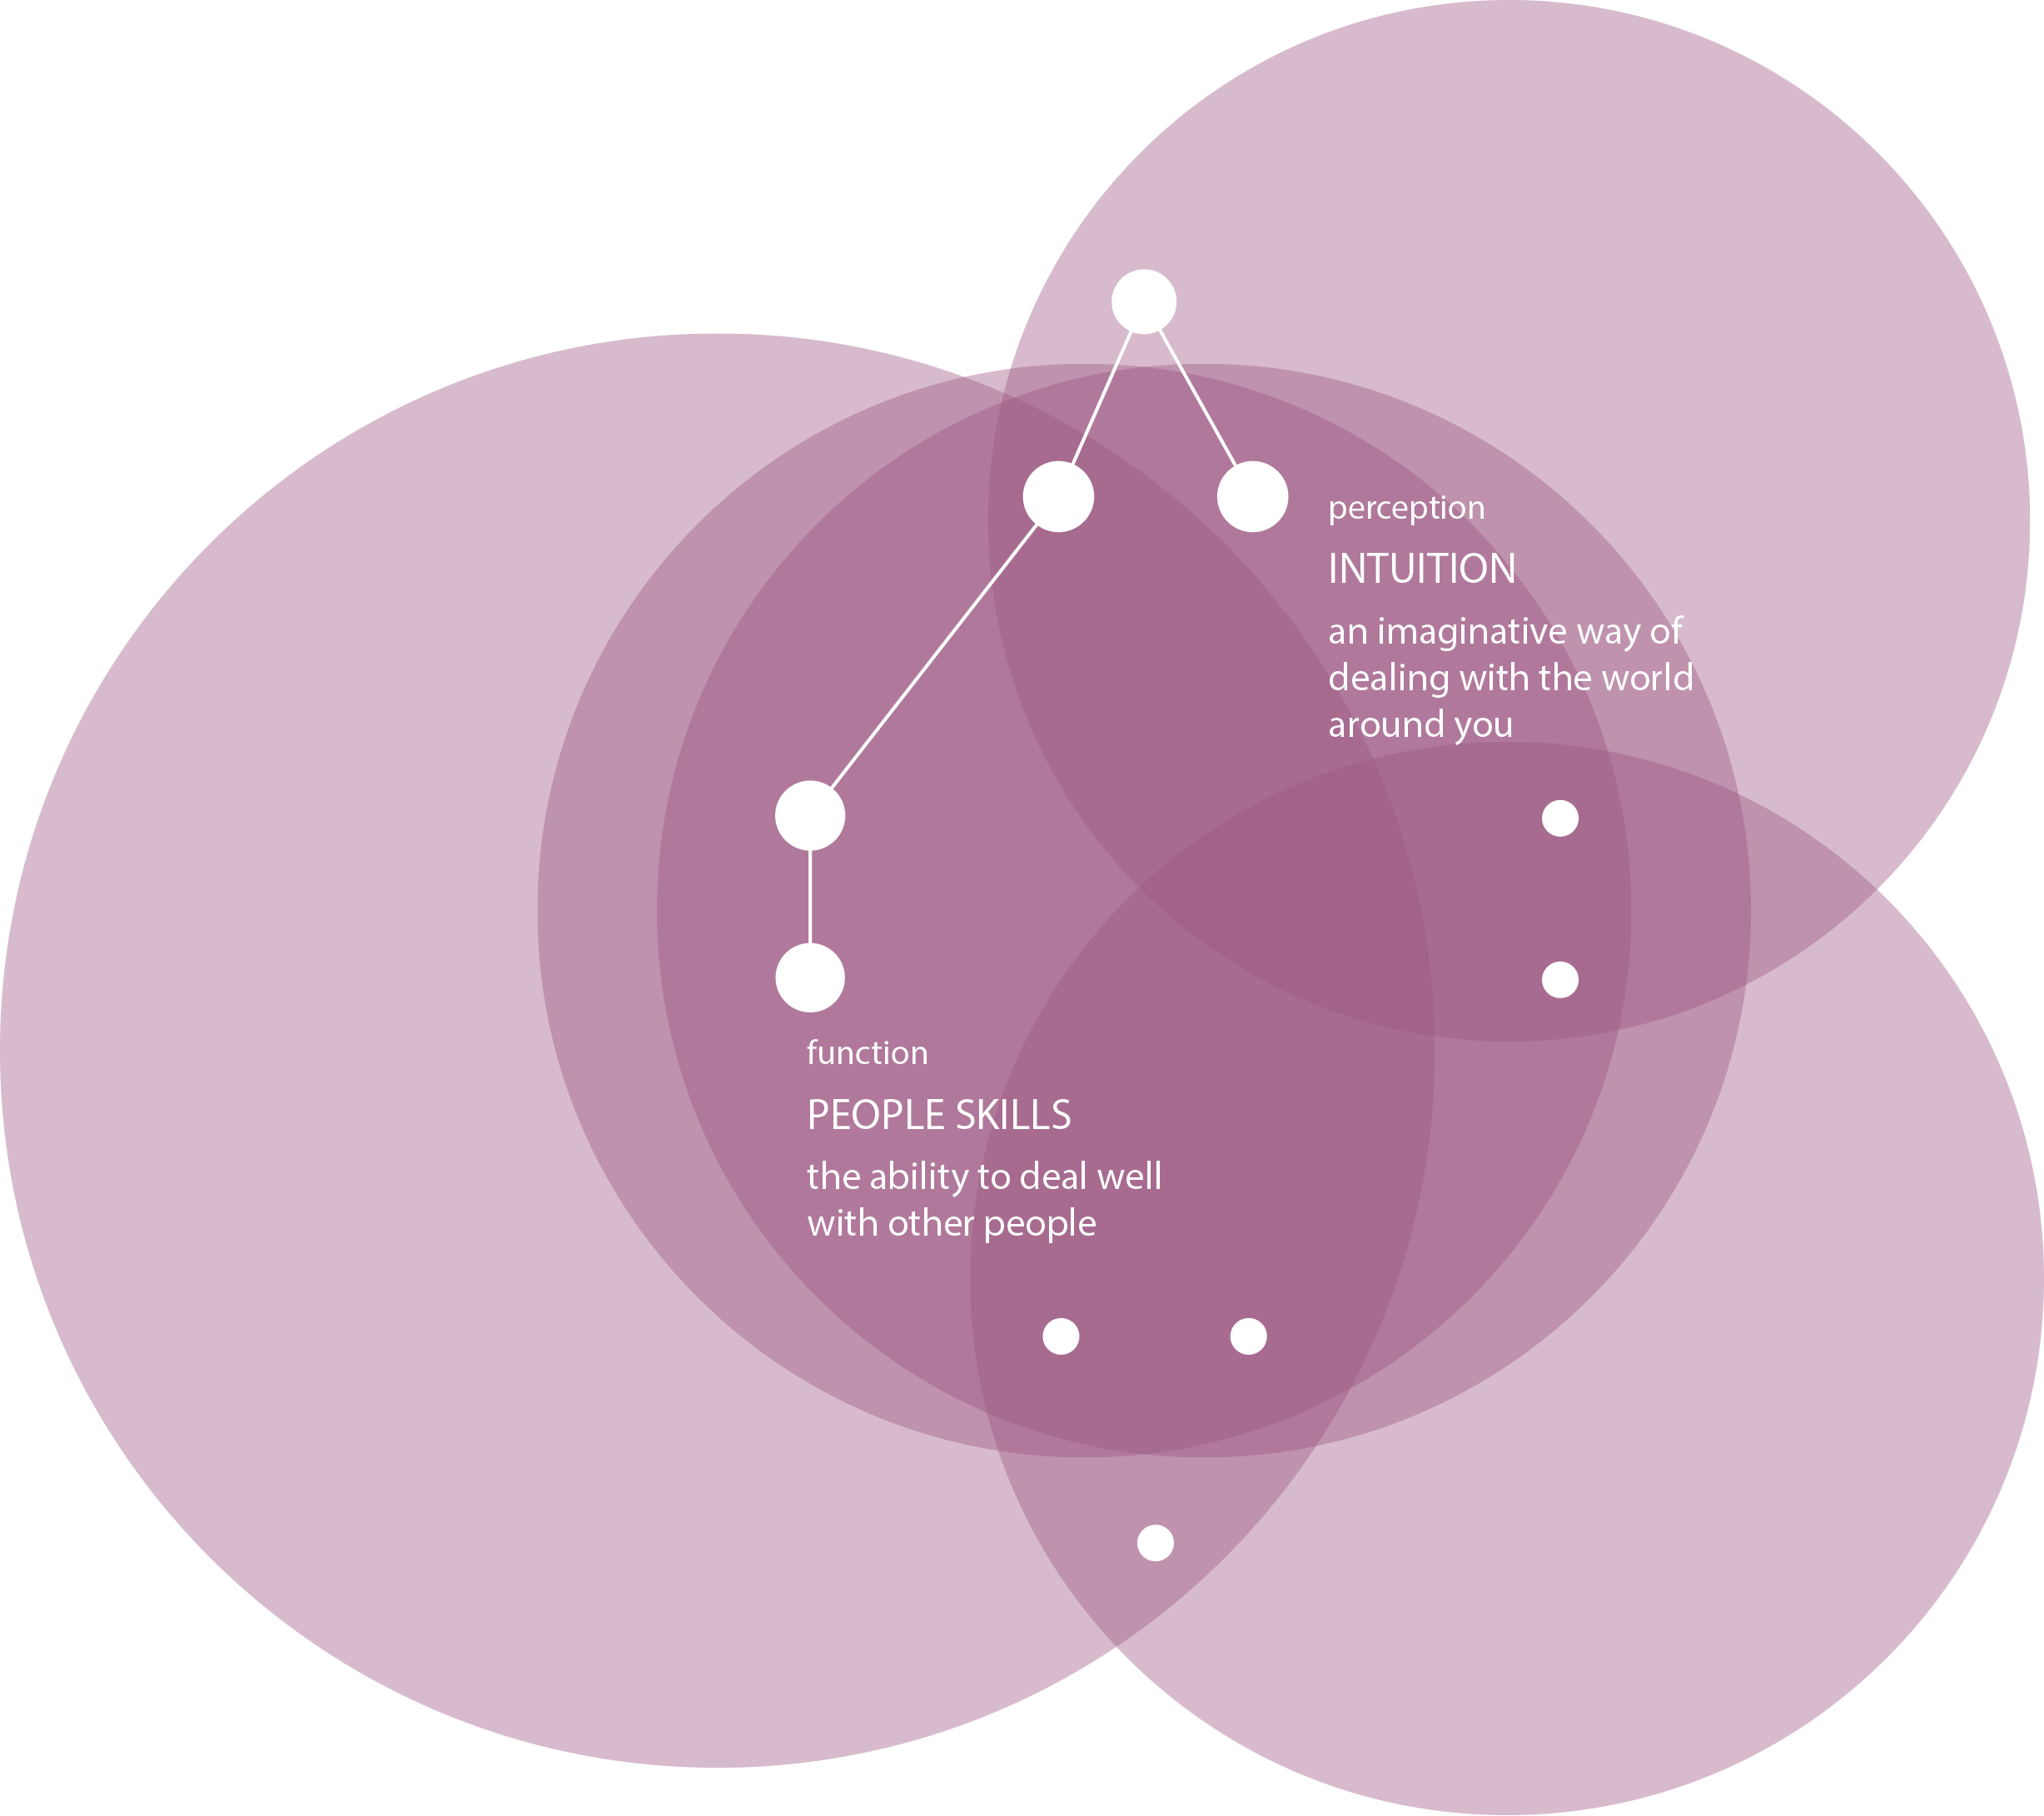 perception
INTUITION
an imaginative way of
dealing with the world
around you
function
PEOPLE SKILLS
the ability to deal well
with other people